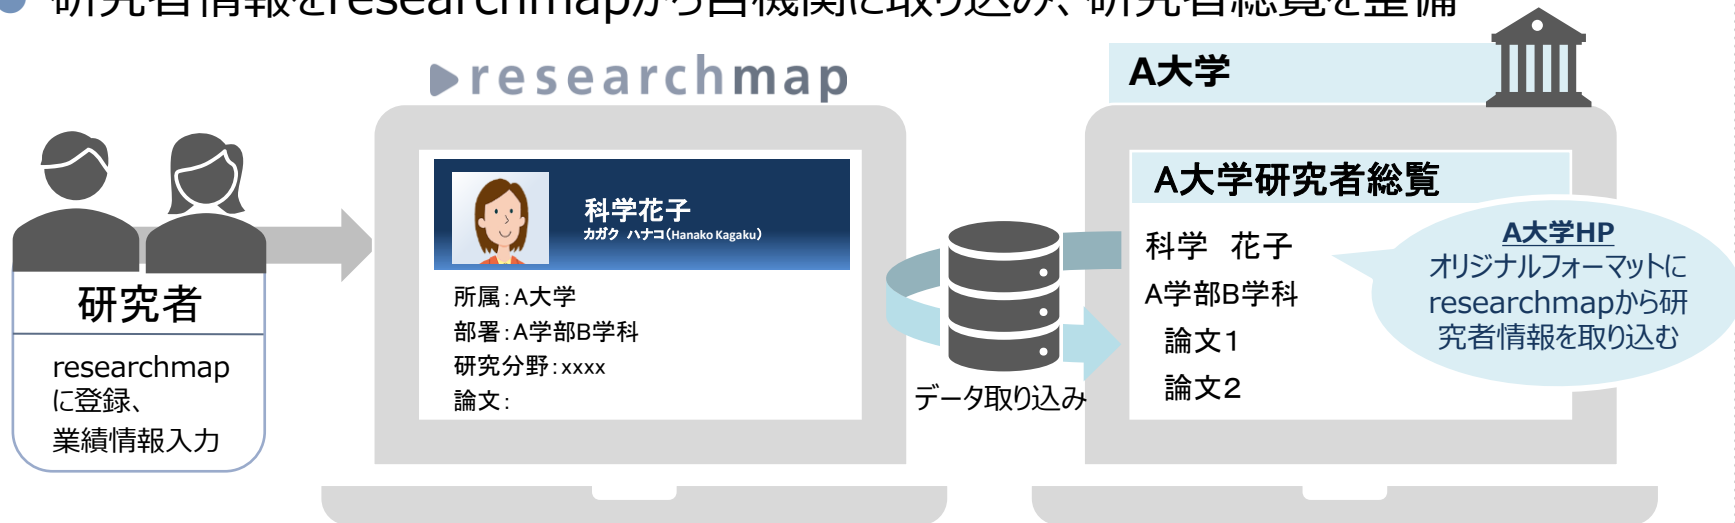 研究者情報をresearchmapから自機関に取り込み、研究者総覧を整備
researchmap
A大学
研究者
researchmap
に登録、
業績情報入力
科学花子
カガク ハナコ(Hanako Kagaku)
所属:A大学
部署:A学部B学科
研究分野:xxxx
論文:
データ取り込み
A大学研究者総覧
科学 花子
A学部B学科
論文1
論文2
A大学HP
オリジナルフォーマットに
researchmapから研
究者情報を取り込む